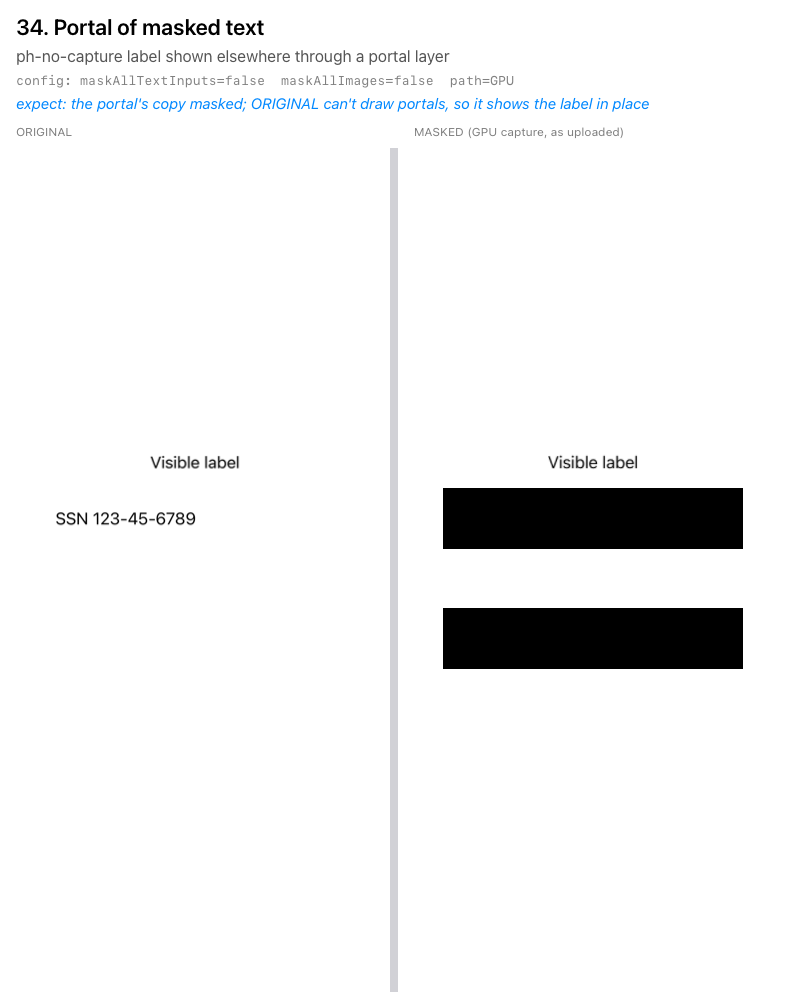 34. Portal of masked text
ph-no-capture label shown elsewhere through a portal layer
config: maskAllTextInputs=false  maskAllImages=false  path=GPU
expect: the portal's copy masked; ORIGINAL can't draw portals, so it shows the label in place
ORIGINAL
MASKED (GPU capture, as uploaded)
Visible label
SSN 123-45-6789
Visible label